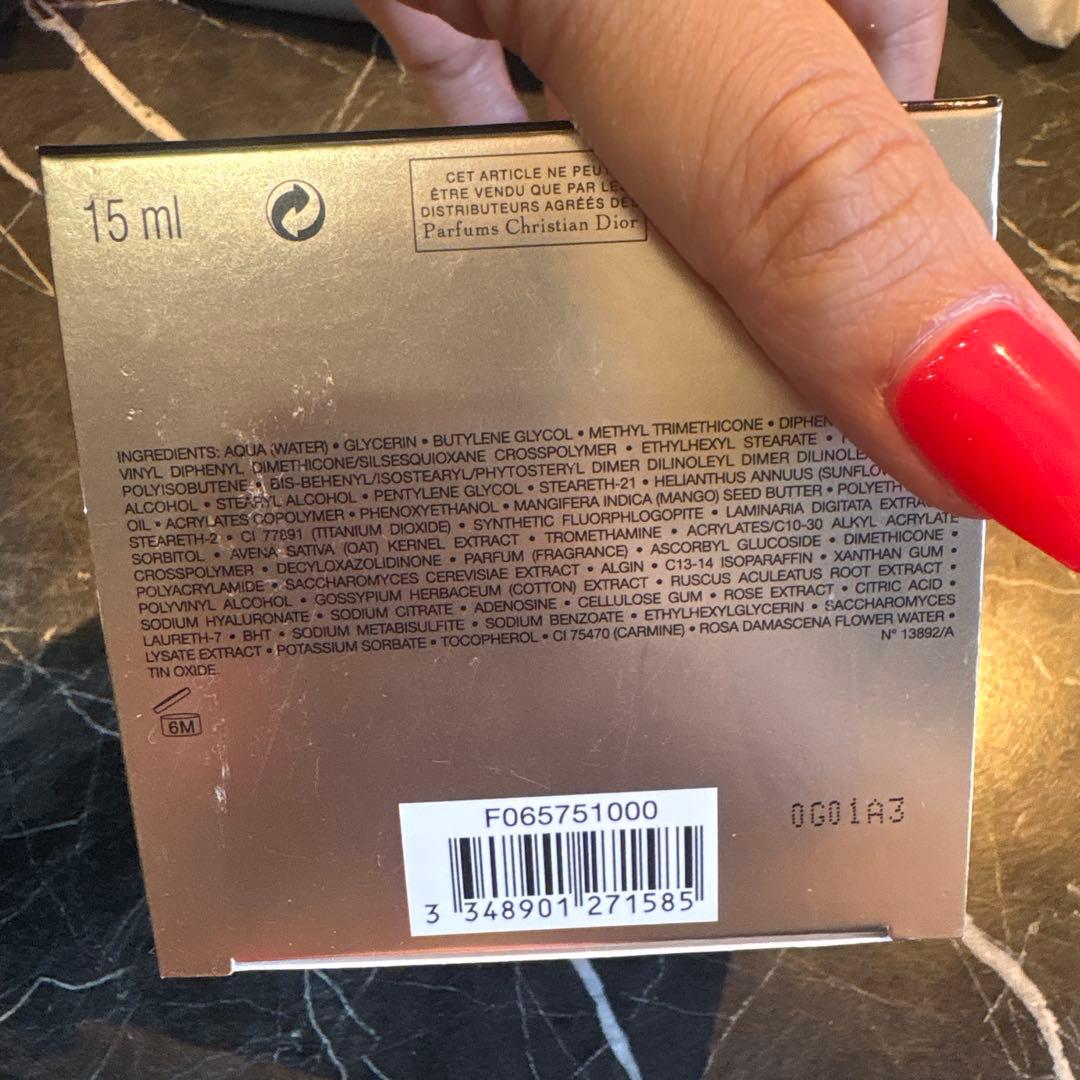 15 ml
CET ARTICLE NE
ÊTRE VENDU QUE PAR
DISTRIBUTEURS AGRÉÉS
Parfums Christian Dior
INGREDIENTS: AQUA (WATER) • GLYCERIN • BUTYLENE GLYCOL • METHYL TRIMETHICONE •
VINYL DIPHENYL DIMETHICONE/SILSESQUIOXANE CROSSPOLYMER • ETHYLHEXYL STEARATE •
POLYISOBUTENE • BIS-BEHENYL/ISOSTEARYL/PHYTOSTERYL DIMER DILINOLEYL DIMER
ALCOHOL • STEARYL ALCOHOL • PENTYLENE GLYCOL • STEARETH-21 • HELIANTHUS ANNUUS
OIL • ACRYLATES COPOLYMER • PHENOXYETHANOL • MANGIFERA INDICA (MANGO) SEED BUTTER •
STEARETH-2 • CI 77891 (TITANIUM DIOXIDE) • SYNTHETIC FLUORPHLOGOPITE • LAMINARIA DIGITATA
SORBITOL • AVENA SATIVA (OAT) KERNEL EXTRACT • TROMETHAMINE • ACRYLATES/C10-30 ALKYL ACRYLATE
CROSSPOLYMER • DECYLOXAZOLIDINONE • PARFUM (FRAGRANCE) • ASCORBYL GLUCOSIDE • DIMETHICONE •
POLYACRYLAMIDE • SACCHAROMYCES CEREVISIAE EXTRACT • ALGIN • C13-14 ISOPARAFFIN • XANTHAN GUM •
POLYVINYL ALCOHOL • GOSSYPIUM HERBACEUM (COTTON) EXTRACT • RUSCUS ACULEATUS ROOT EXTRACT •
SODIUM HYALURONATE • SODIUM CITRATE • ADENOSINE • CELLULOSE GUM • ROSE EXTRACT • CITRIC ACID •
LAURETH-7 • BHT • SODIUM METABISULFITE • SODIUM BENZOATE • ETHYLHEXYLGLYCERIN • SACCHAROMYCES
LYSATE EXTRACT • POTASSIUM SORBATE • TOCOPHEROL • CI 75470 (CARMINE) • ROSA DAMASCENA FLOWER WATER •
TIN OXIDE. N° 13892/A
6M
F065751000
0G01A3
3 348901 271585